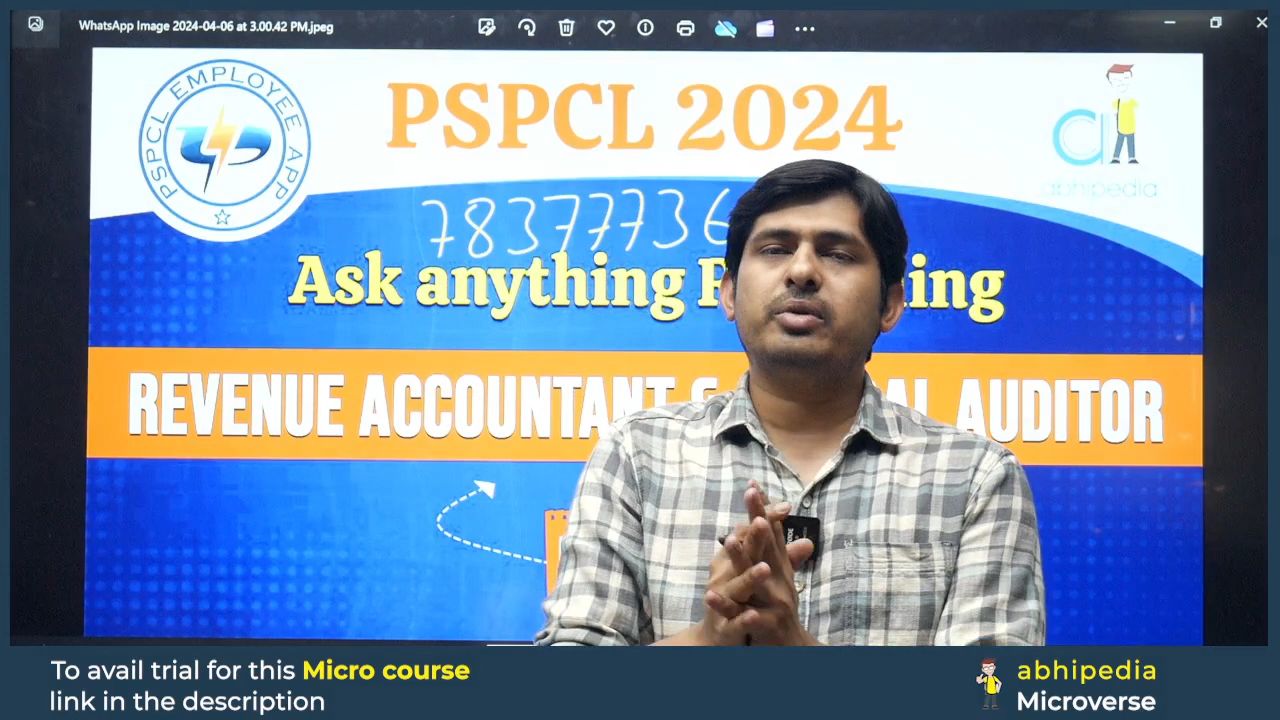 WhatsApp Image 2024-04-06 at 3.00.42 PM.jpeg
PSPCL EMPLOYEE APP
PSPCL 2024
abhipedia
78377736
Ask anything
REVENUE ACCOUNTANT AUDITOR
To avail trial for this Micro course
link in the description
abhipedia
Microverse